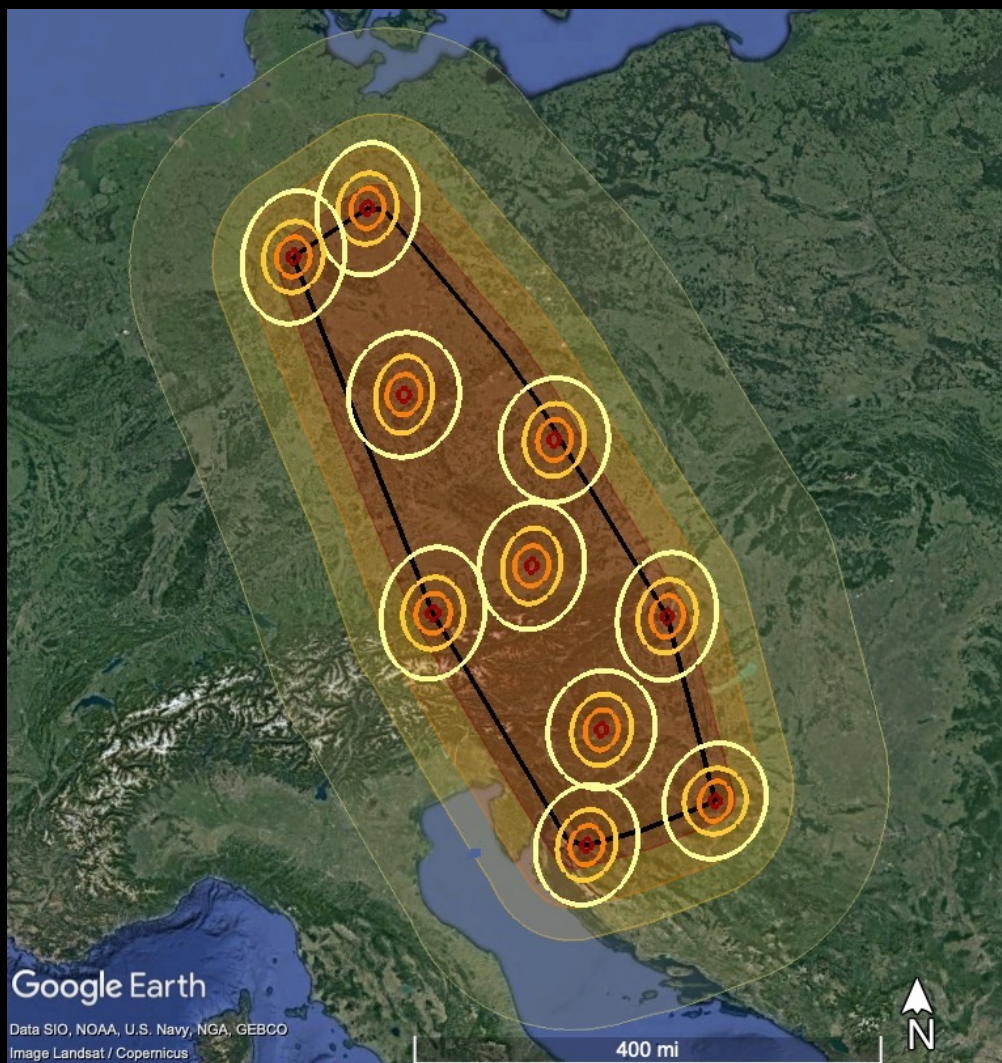 Google Earth
Data SIO, NOAA, U.S. Navy, NGA, GEBCO
Image Landsat / Copernicus
400 mi
N